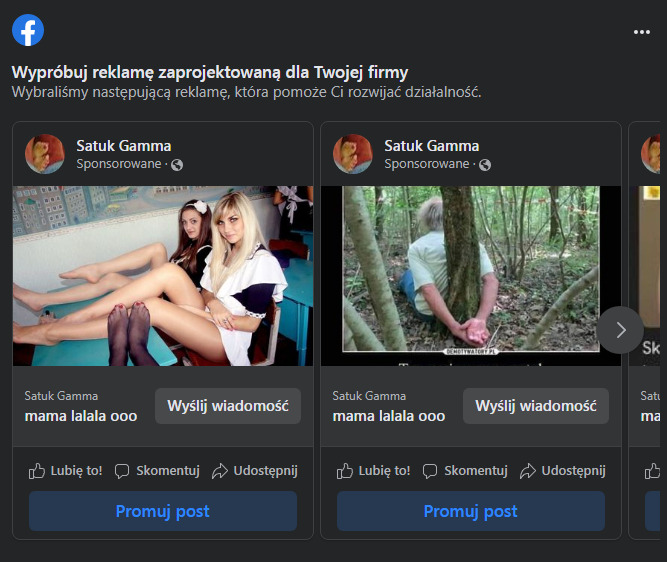 Wypróbuj reklamę zaprojektowaną dla Twojej firmy
Wybraliśmy następującą reklamę, która pomoże Ci rozwijać działalność.
Satuk Gamma
Sponsorowane ·
Satuk Gamma
Sponsorowane ·
DEMOTYWATORY.PL
Sk
Satuk Gamma
mama lalala ooo
Wyślij wiadomość
Satuk Gamma
mama lalala ooo
Wyślij wiadomość
Satu
ma
Lubię to!
Skomentuj
Udostępnij
Lubię to!
Skomentuj
Udostępnij
Promuj post
Promuj post